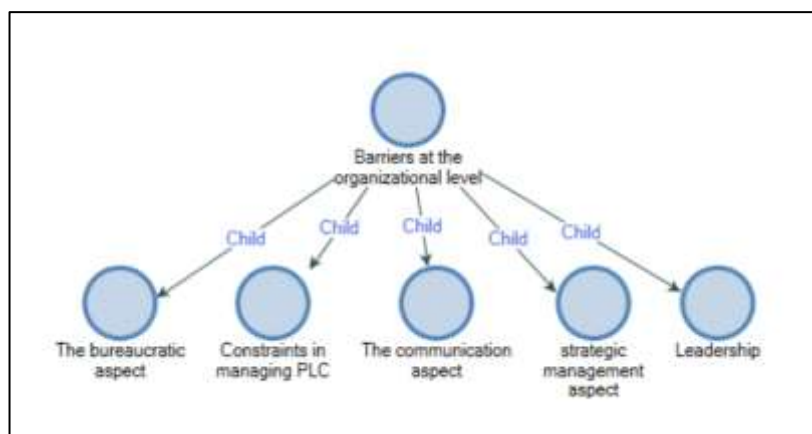 Barriers at the
organizational level
Child
Child
Child
Child
Child
The bureaucratic
aspect
Constraints in
managing PLC
The communication
aspect
strategic
management
aspect
Leadership